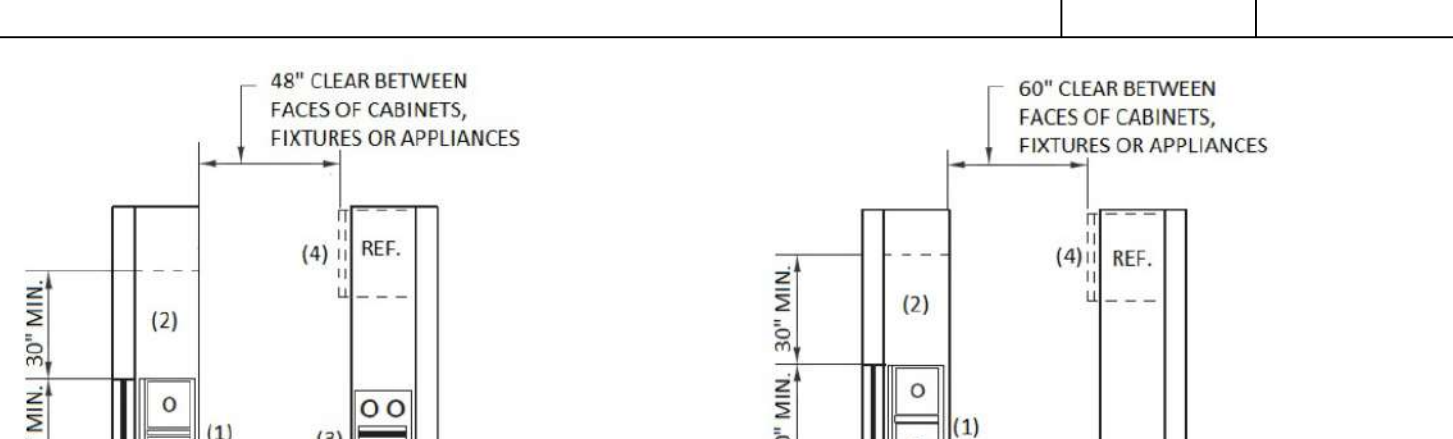 48" CLEAR BETWEEN
FACES OF CABINETS,
FIXTURES OR APPLIANCES
(4)
REF.
30" MIN.
(2)
MIN.
(1)
60" CLEAR BETWEEN
FACES OF CABINETS,
FIXTURES OR APPLIANCES
(4)
REF.
30" MIN.
(2)
MIN.
(1)